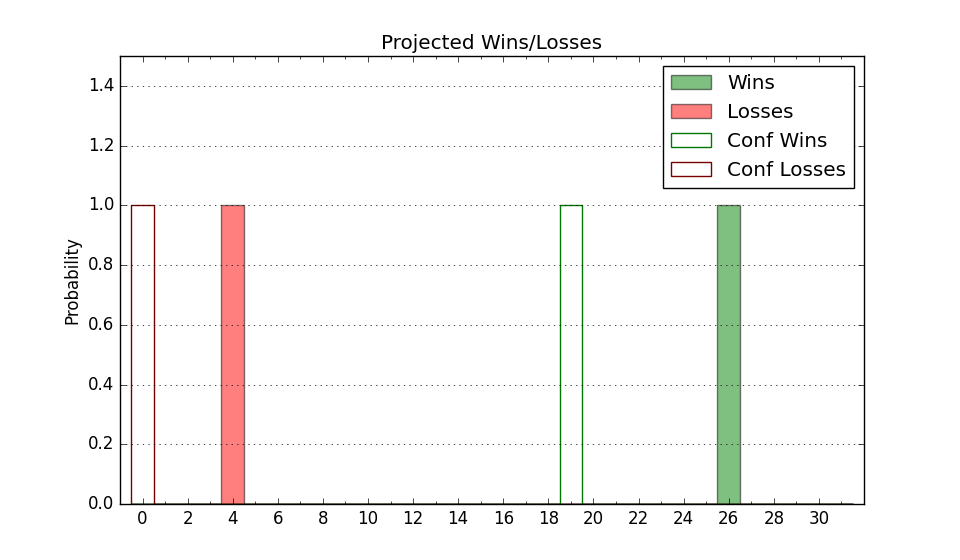 Projected Wins/Losses
Wins
Losses
Conf Wins
Conf Losses
Probability
1.4
1.2
1.0
0.8
0.6
0.4
0.2
0.0
0 2 4 6 8 10 12 14 16 18 20 22 24 26 28 30